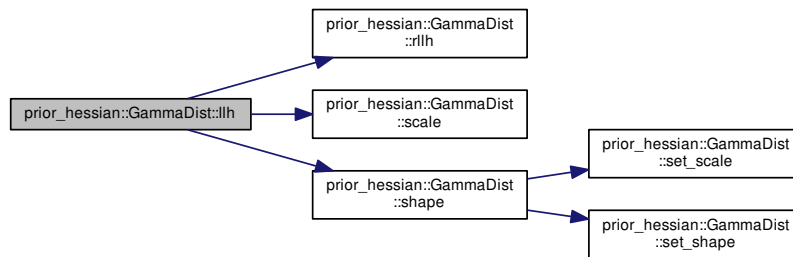 prior_hessian::GammaDist::llh
prior_hessian::GammaDist
::rllh
prior_hessian::GammaDist
::scale
prior_hessian::GammaDist
::shape
prior_hessian::GammaDist
::set_scale
prior_hessian::GammaDist
::set_shape